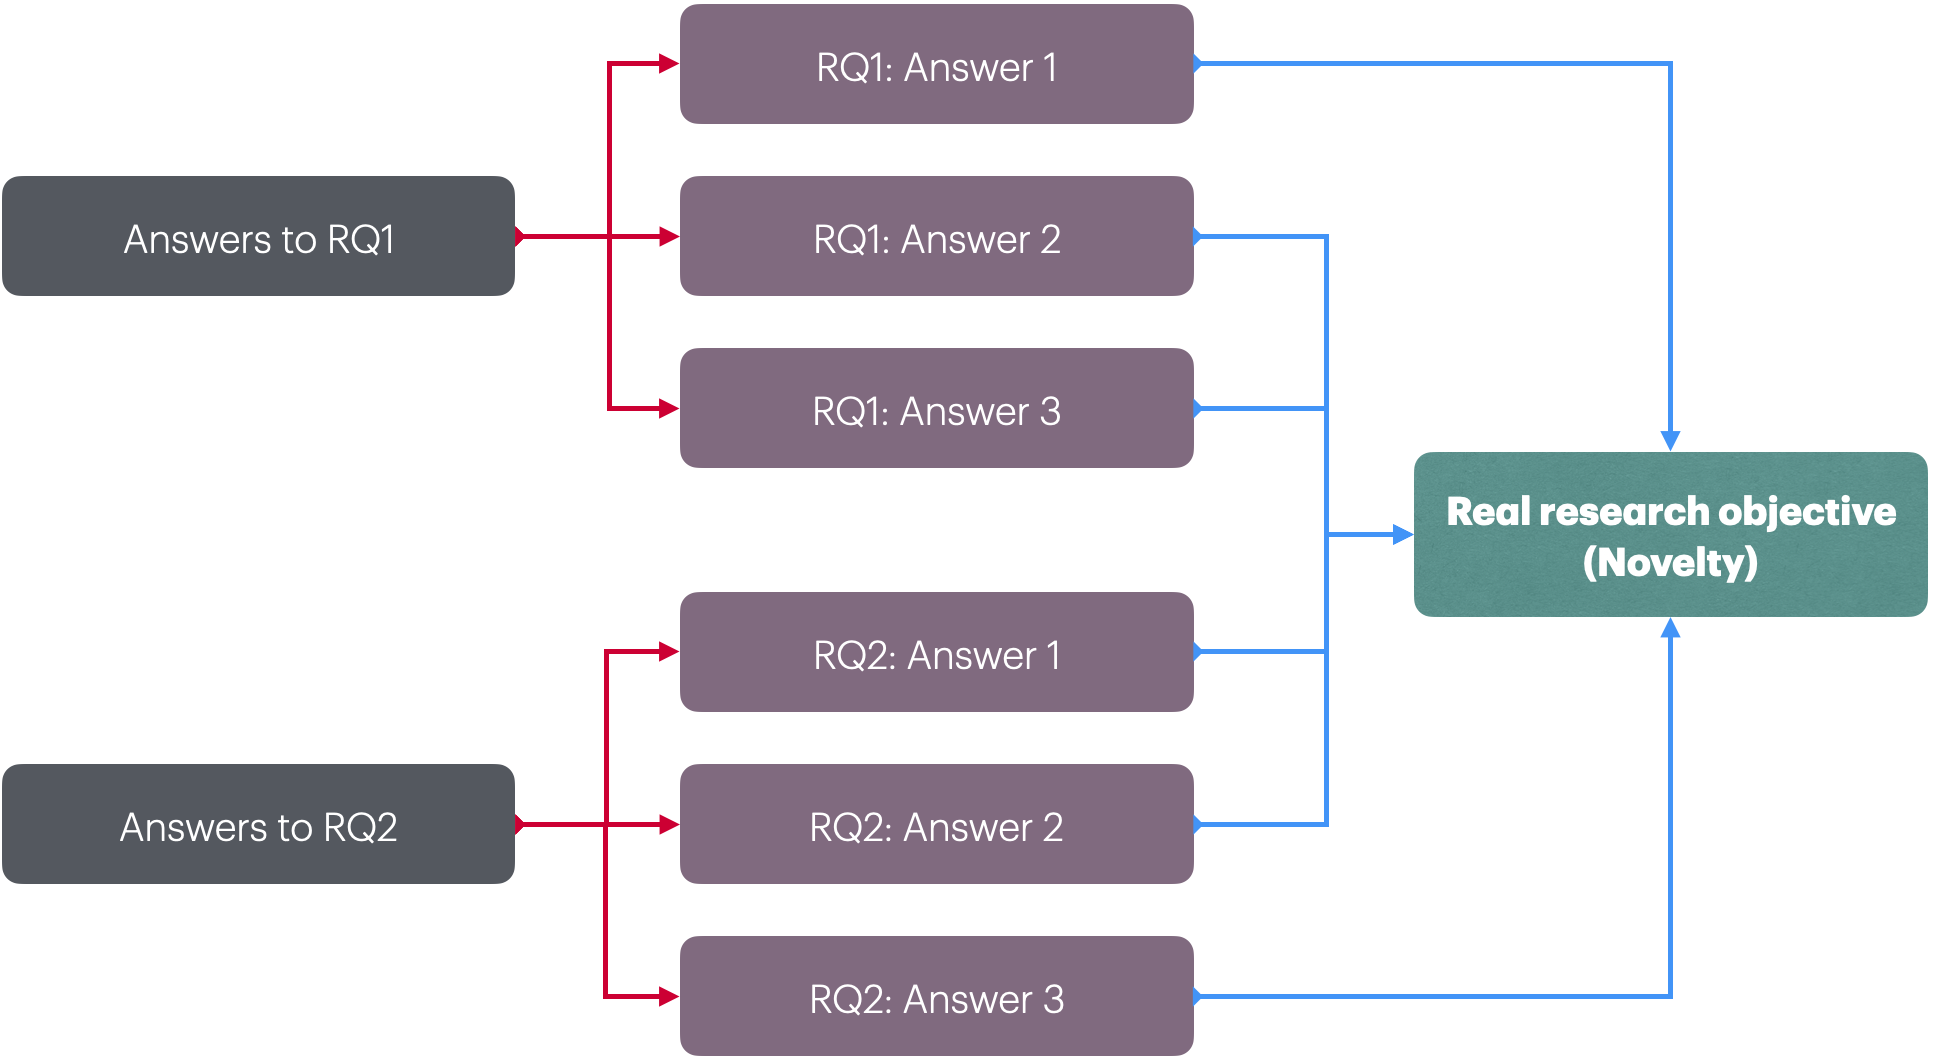 RQ1: Answer 1
Answers to RQ1
RQ1: Answer 2
RQ1: Answer 3
Real research objective
(Novelty)
RQ2: Answer 1
Answers to RQ2
RQ2: Answer 2
RQ2: Answer 3